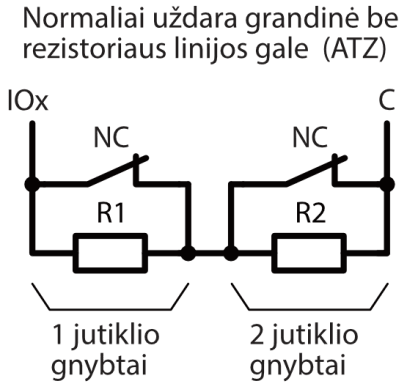 Normaliai uždara grandinė be
rezistoriaus linijos gale (ATZ)
IOx
C
NC
NC
R1
R2
1 jutiklio
gnybtai
2 jutiklio
gnybtai